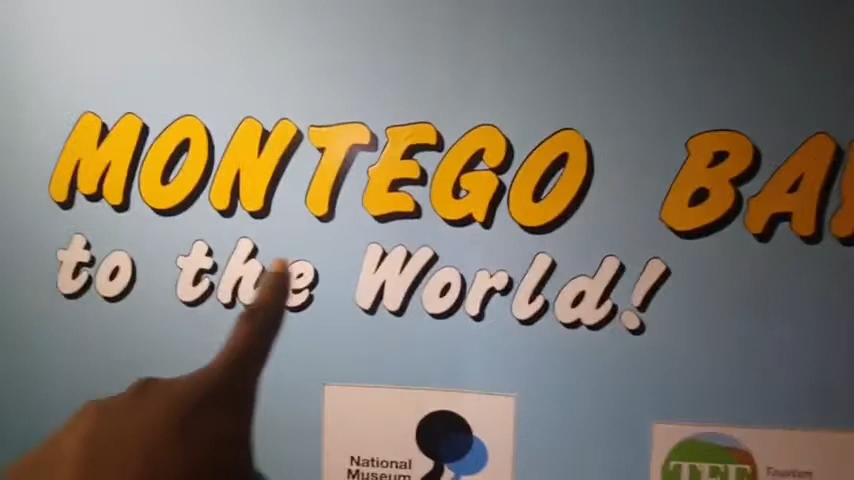 MONTEGO BA
to the World!
National
Museum
TEF
Tourism